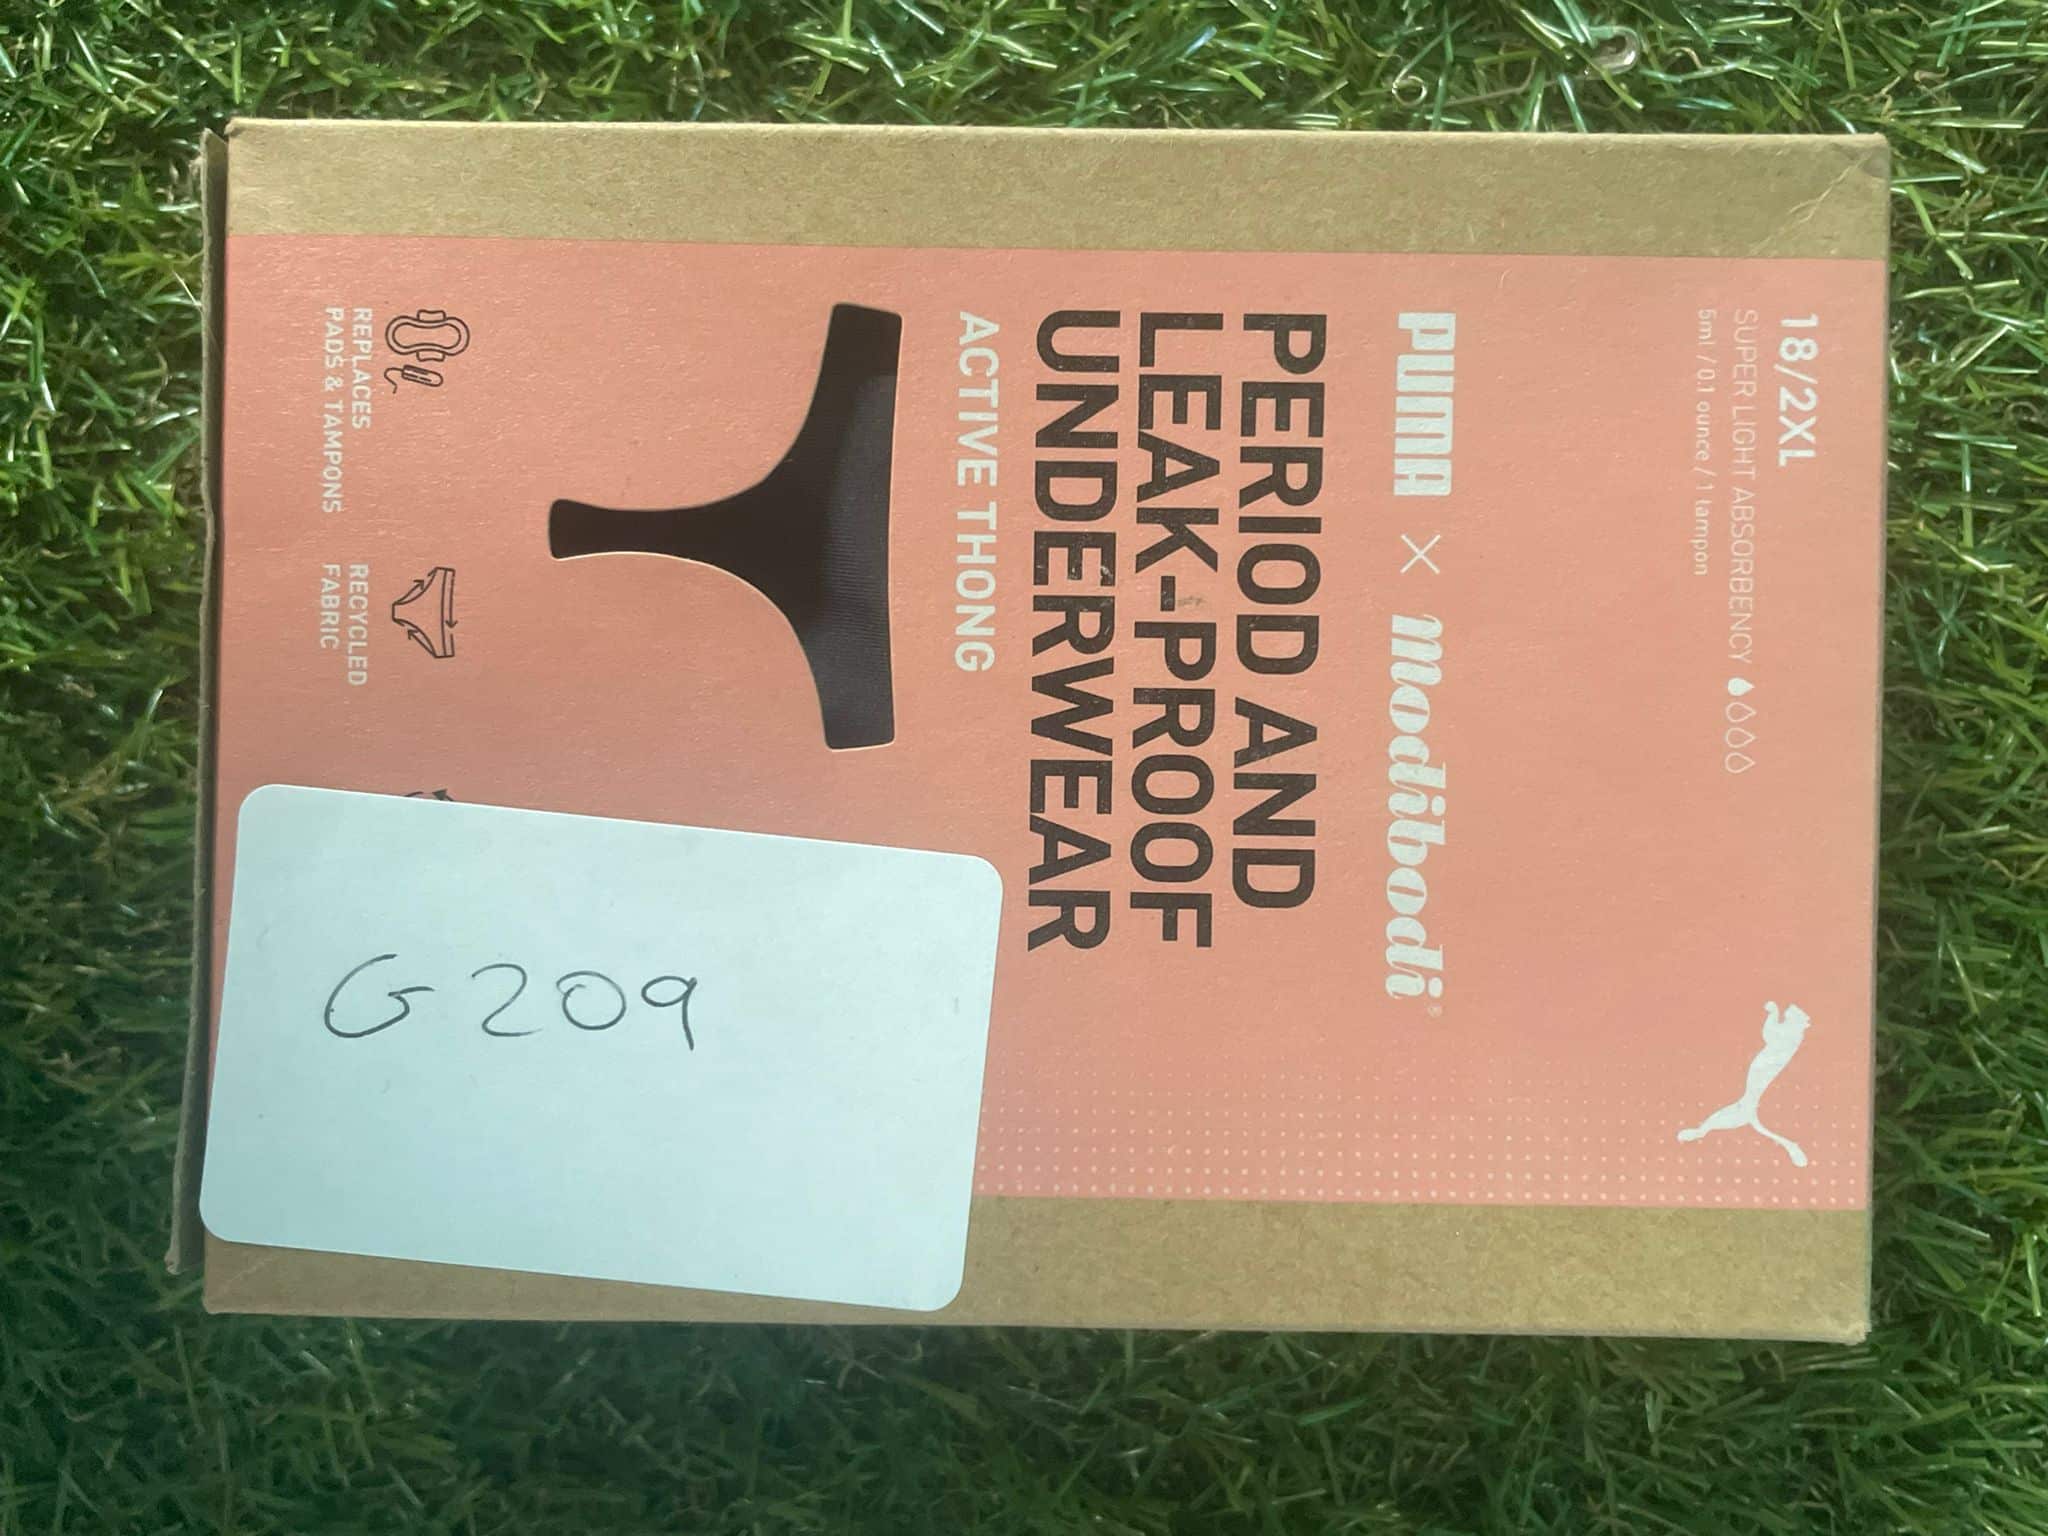 18/2XL
SUPER LIGHT ABSORBENCY
5ml / 0.1 ounce / 1 tampon
PUMA × modibodi®
PERIOD AND
LEAK-PROOF
UNDERWEAR
ACTIVE THONG
REPLACES
PADS & TAMPONS
RECYCLED
FABRIC
G209